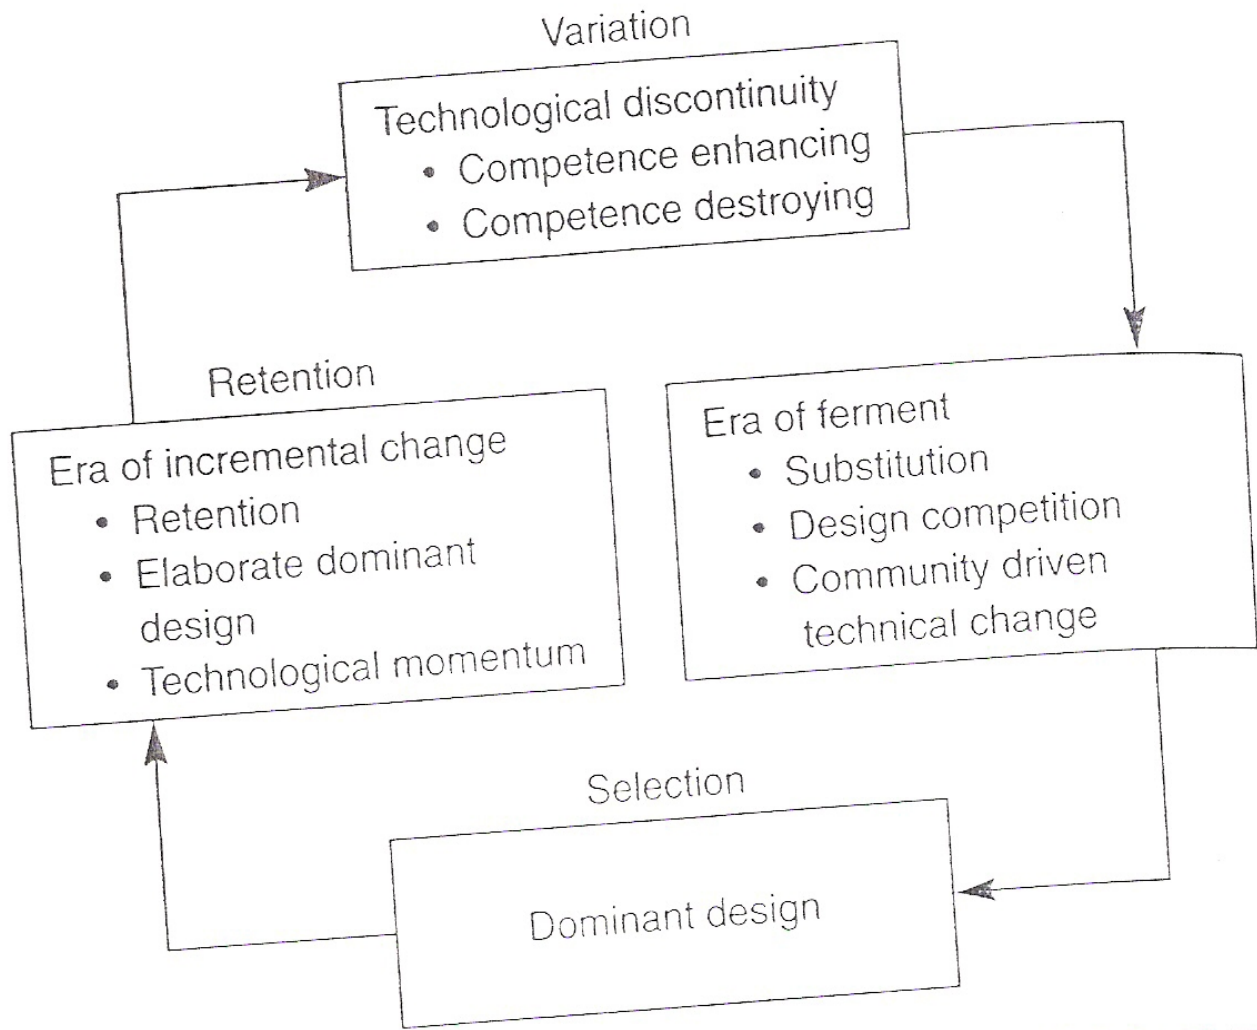 Variation
Technological discontinuity
• Competence enhancing
• Competence destroying
Retention
Era of incremental change
• Retention
• Elaborate dominant
design
• Technological momentum
Era of ferment
• Substitution
• Design competition
• Community driven
technical change
Selection
Dominant design